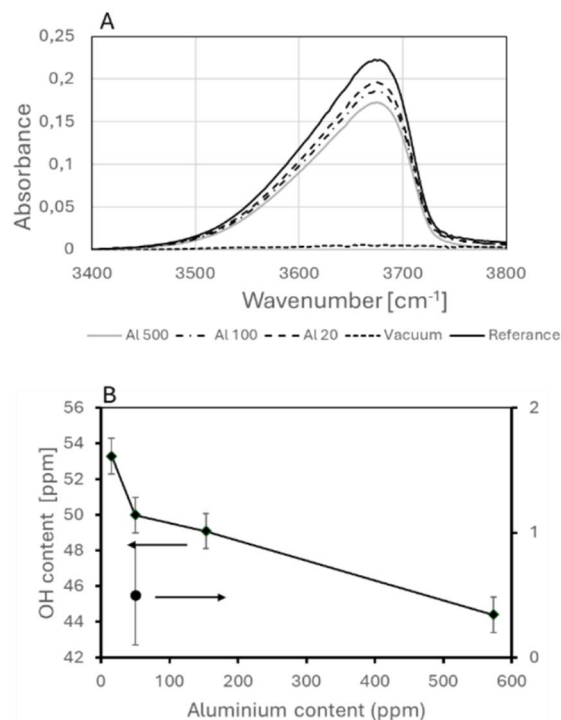 A
0,25
0,2
0,15
0,1
0,05
0
Absorbance
3400 3500 3600 3700 3800
Wavenumber [cm-1]
Al 500 Al 100 Al 20 Vacuum Referance
B
56
54
52
50
48
46
44
42
OH content [ppm]
2
1
0
0 100 200 300 400 500 600
Aluminium content (ppm)